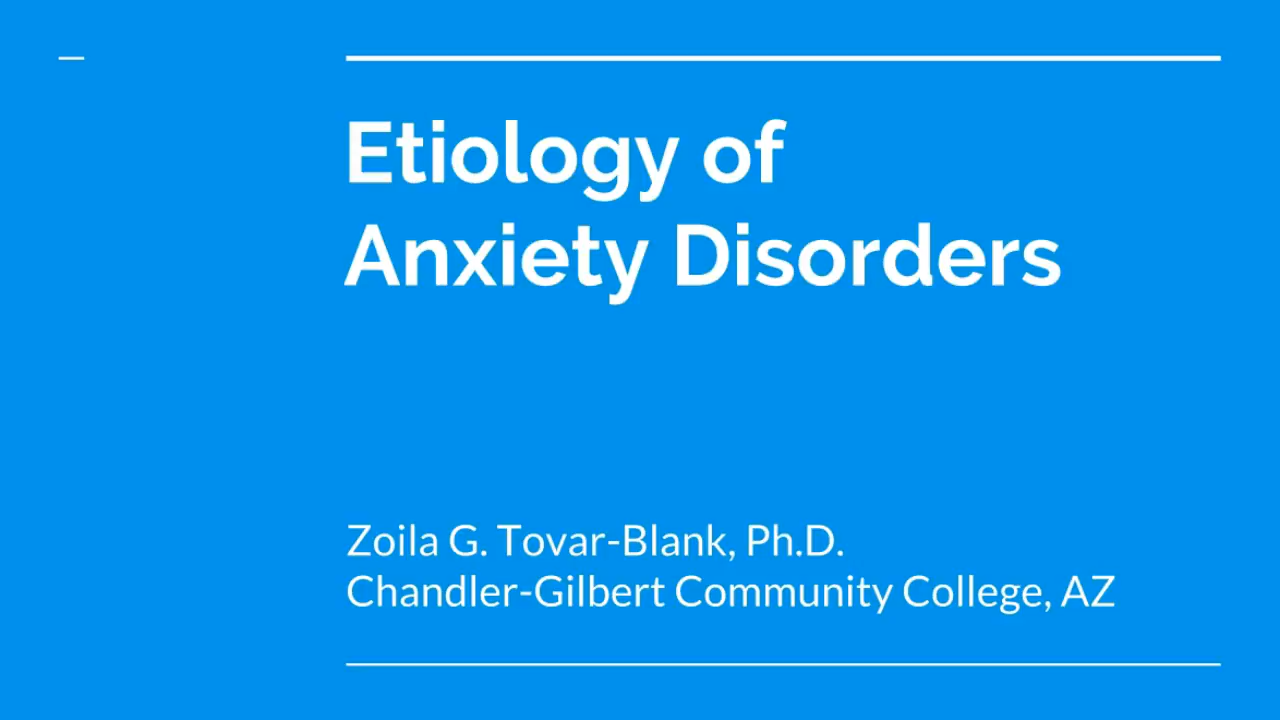 Etiology of
Anxiety Disorders
Zoila G. Tovar-Blank, Ph.D.
Chandler-Gilbert Community College, AZ